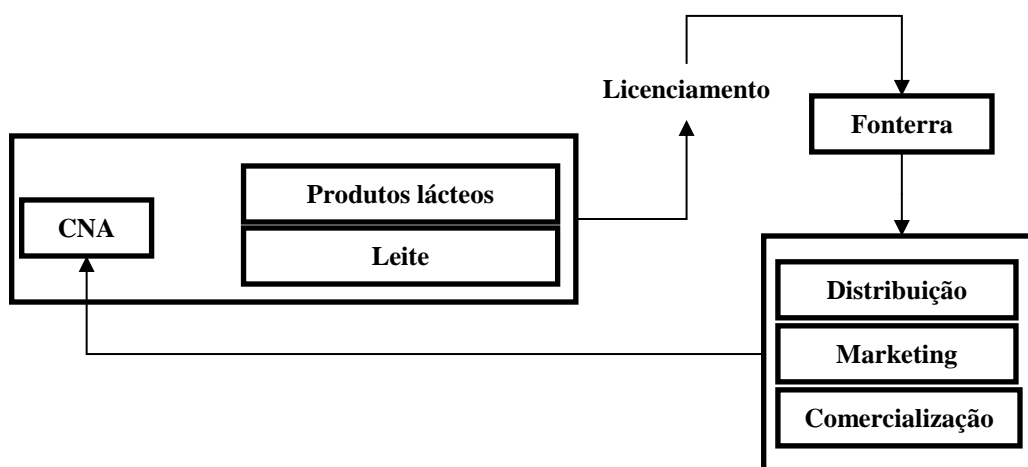 Licenciamento
Fonterra
Produtos lácteos
CNA
Leite
Distribuição
Marketing
Comercialização